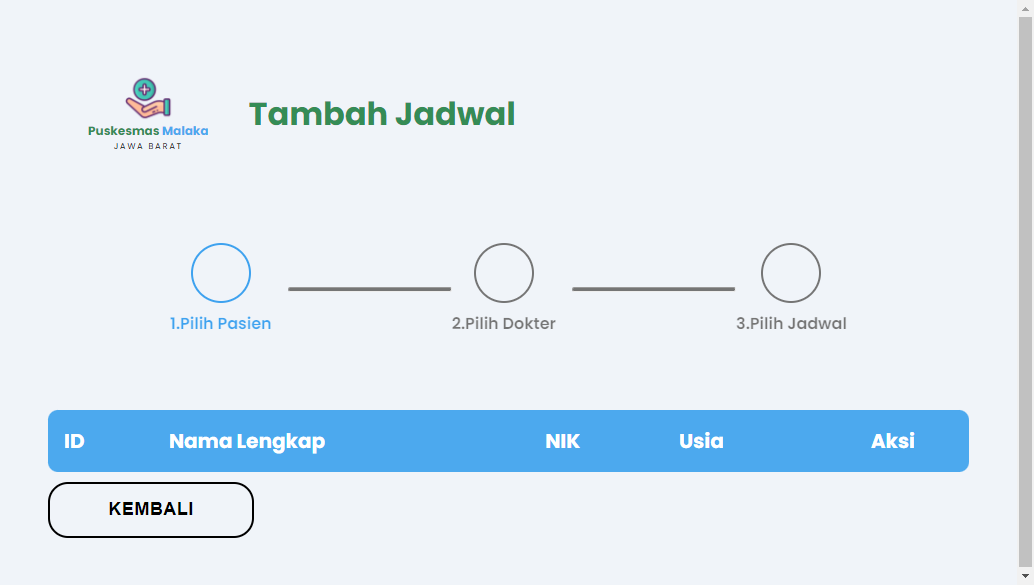 Puskesmas Malaka
JAWA BARAT
Tambah Jadwal
1.Pilih Pasien
2.Pilih Dokter
3.Pilih Jadwal
ID Nama Lengkap NIK Usia Aksi
KEMBALI